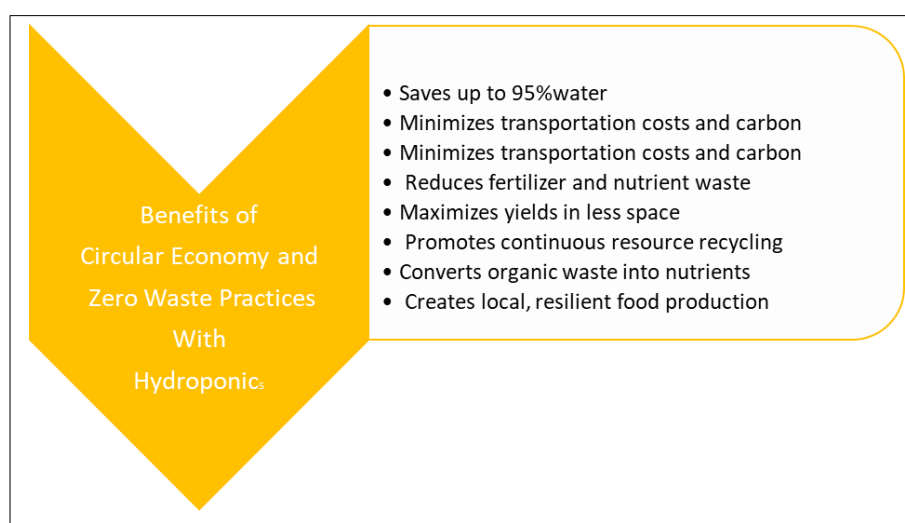 Benefits of
Circular Economy and
Zero Waste Practices
With
Hydroponics
• Saves up to 95%water
• Minimizes transportation costs and carbon
• Minimizes transportation costs and carbon
• Reduces fertilizer and nutrient waste
• Maximizes yields in less space
• Promotes continuous resource recycling
• Converts organic waste into nutrients
• Creates local, resilient food production